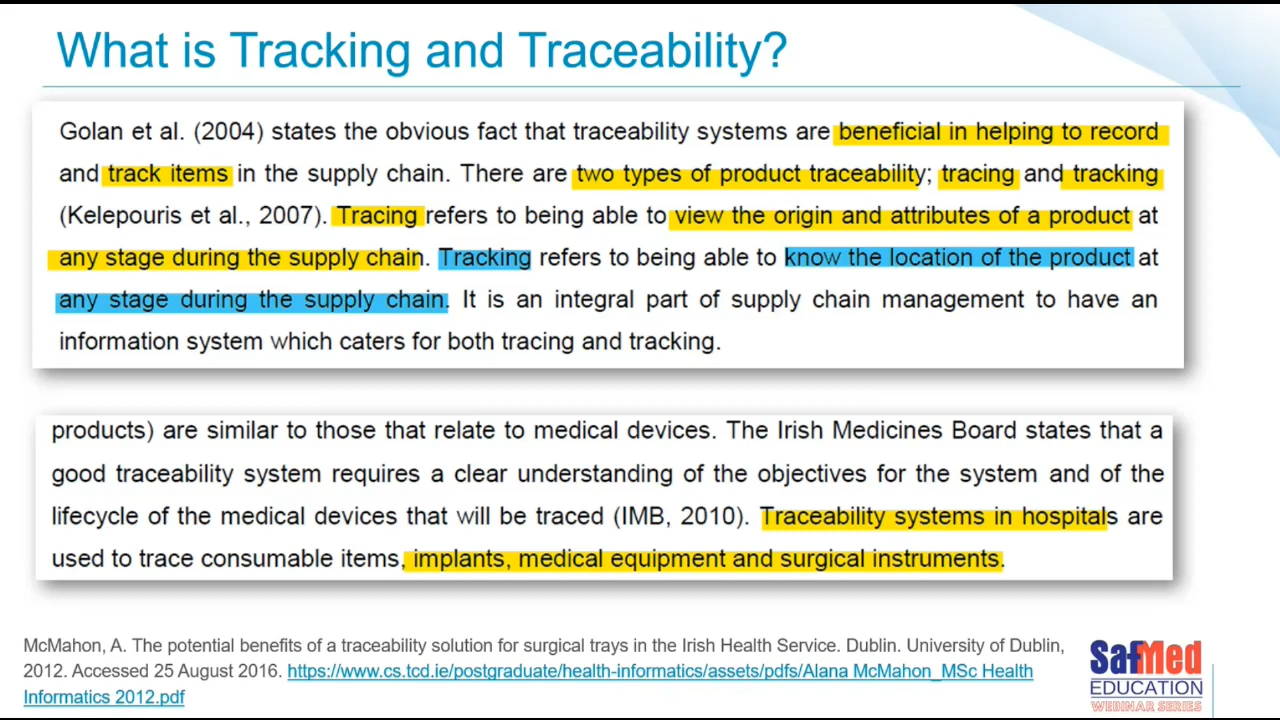 What is Tracking and Traceability?
Golan et al. (2004) states the obvious fact that traceability systems are beneficial in helping to record
and track items in the supply chain. There are two types of product traceability; tracing and tracking
(Kelepouris et al., 2007). Tracing refers to being able to view the origin and attributes of a product at
any stage during the supply chain. Tracking refers to being able to know the location of the product at
any stage during the supply chain. It is an integral part of supply chain management to have an
information system which caters for both tracing and tracking.
products) are similar to those that relate to medical devices. The Irish Medicines Board states that a
good traceability system requires a clear understanding of the objectives for the system and of the
lifecycle of the medical devices that will be traced (IMB, 2010). Traceability systems in hospitals are
used to trace consumable items, implants, medical equipment and surgical instruments.
McMahon, A. The potential benefits of a traceability solution for surgical trays in the Irish Health Service. Dublin. University of Dublin,
2012. Accessed 25 August 2016. https://www.cs.tcd.ie/postgraduate/health-informatics/assets/pdfs/Alana McMahon_MSc Health
Informatics 2012.pdf
SafMed
EDUCATION
WEBINAR SERIES